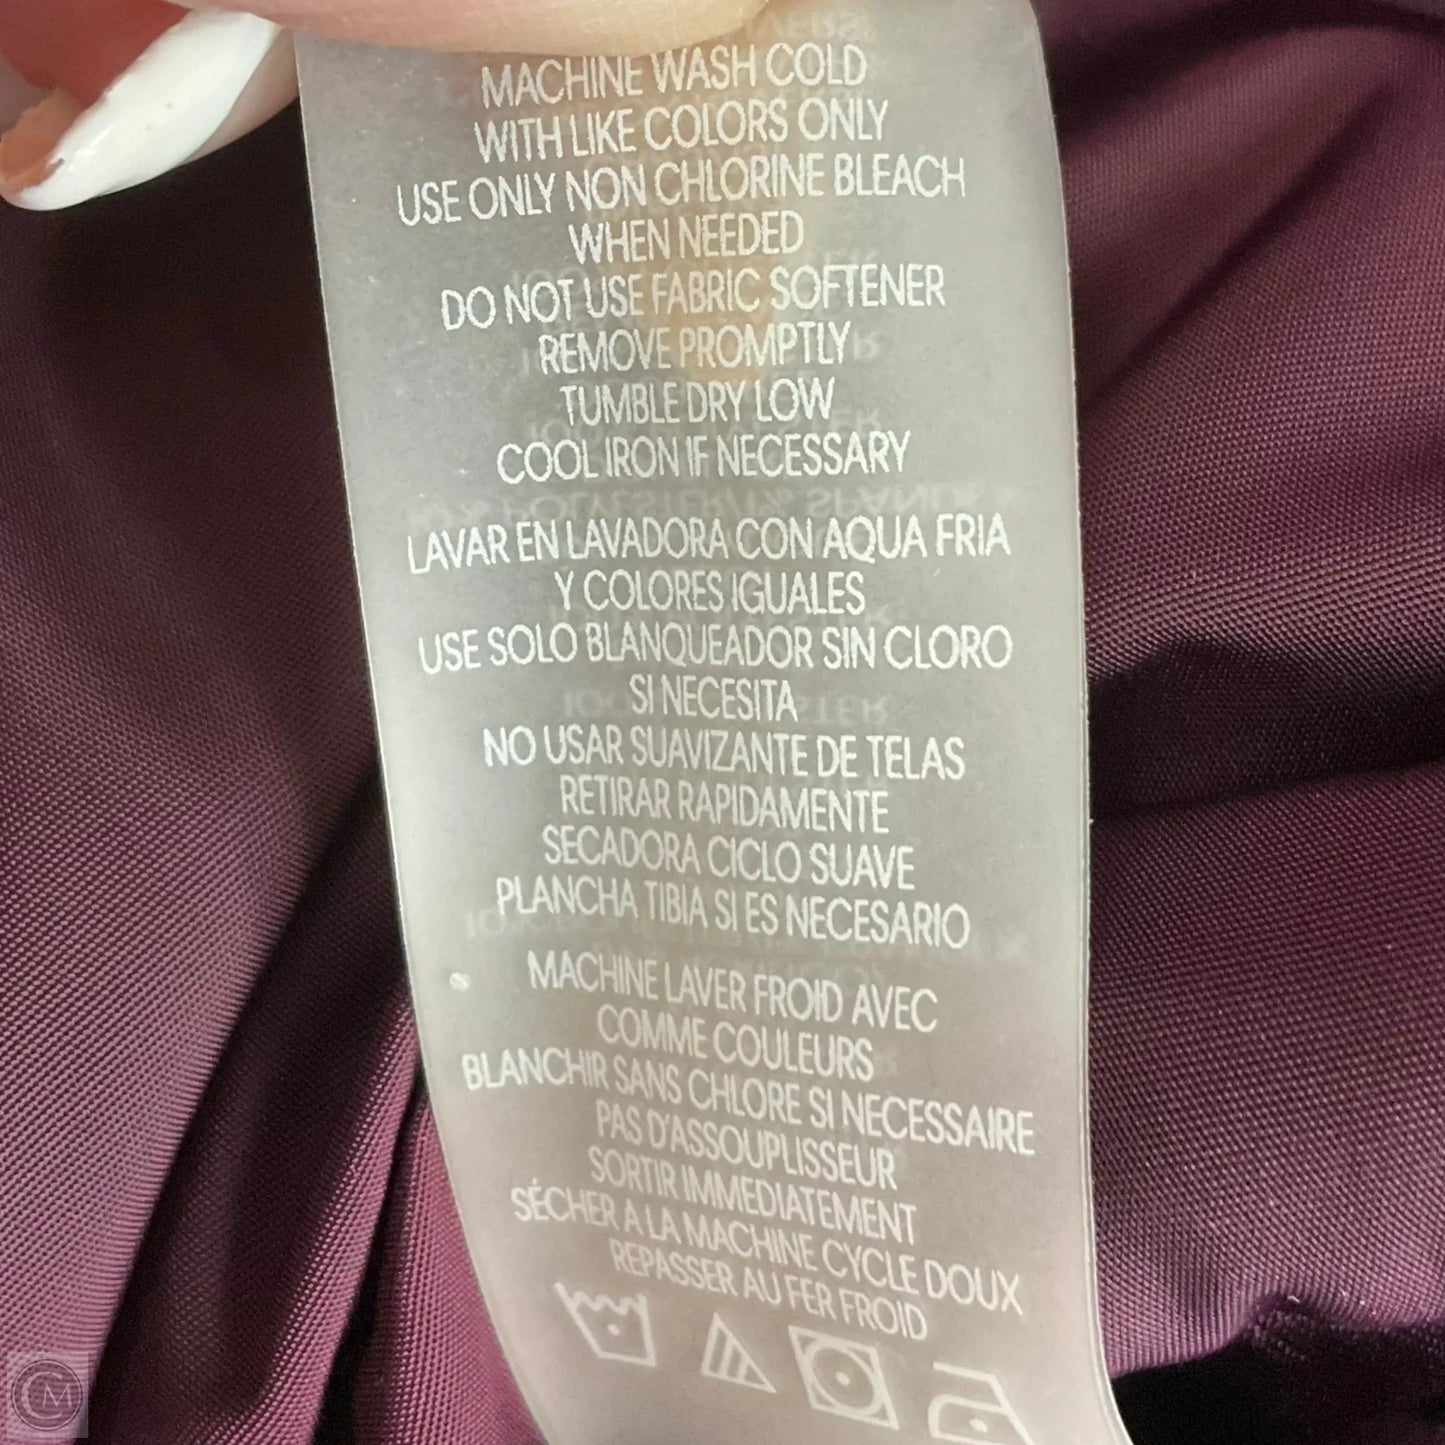 MACHINE WASH COLD
WITH LIKE COLORS ONLY
USE ONLY NON CHLORINE BLEACH
WHEN NEEDED
DO NOT USE FABRIC SOFTENER
REMOVE PROMPTLY
TUMBLE DRY LOW
COOL IRON IF NECESSARY
LAVAR EN LAVADORA CON AQUA FRIA
Y COLORES IGUALES
USE SOLO BLANQUEADOR SIN CLORO
SI NECESITA
NO USAR SUAVIZANTE DE TELAS
RETIRAR RAPIDAMENTE
SECADORA CICLO SUAVE
PLANCHA TIBIA SI ES NECESARIO
MACHINE LAVER FROID AVEC
COMME COULEURS
BLANCHIR SANS CHLORE SI NECESSAIRE
PAS D'ASSOUPLISSEUR
SORTIR IMMEDIATEMENT
SÉCHER A LA MACHINE CYCLE DOUX
REPASSER AU FER FROID